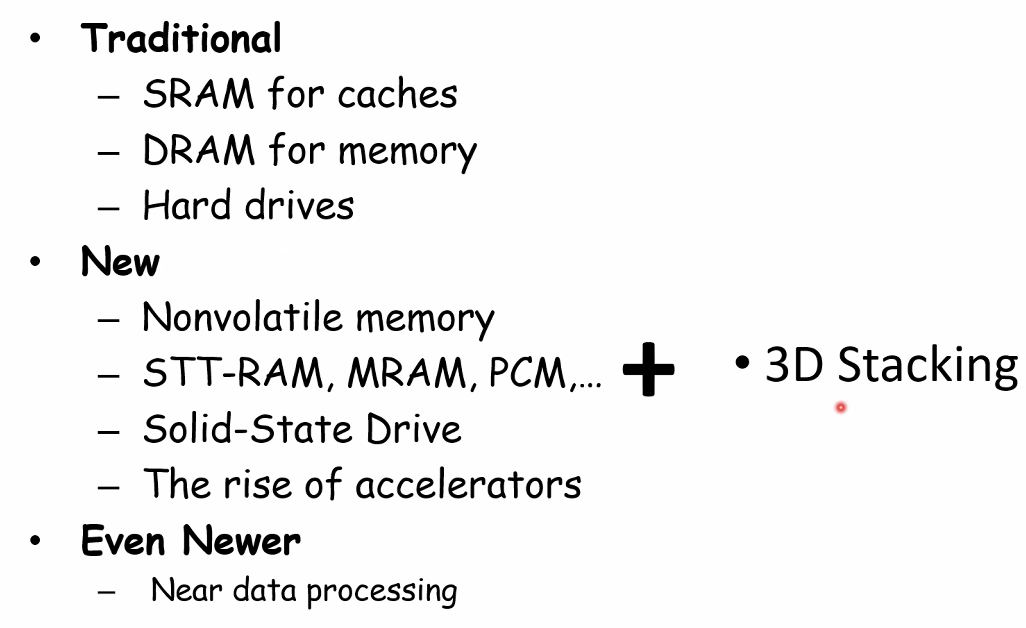 • Traditional
– SRAM for caches
– DRAM for memory
– Hard drives
• New
– Nonvolatile memory
– STT-RAM, MRAM, PCM,...
– Solid-State Drive
– The rise of accelerators
• Even Newer
– Near data processing
+
• 3D Stacking